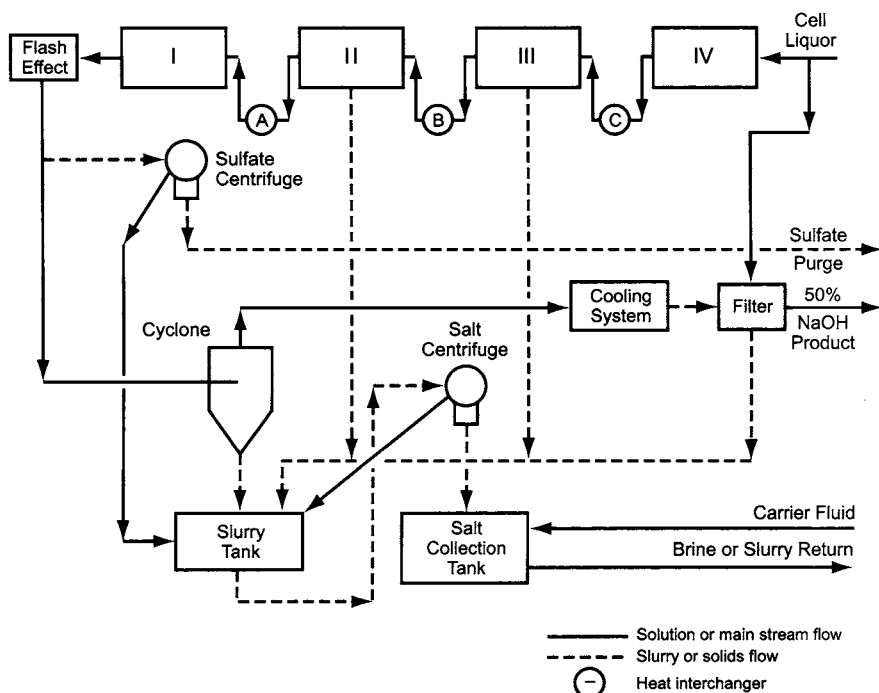 Flash
Effect
I
II
III
IV
Cell
Liquor
A
B
C
Sulfate
Centrifuge
Sulfate
Purge
Cooling
System
Filter
50%
NaOH
Product
Cyclone
Salt
Centrifuge
Slurry
Tank
Salt
Collection
Tank
Carrier Fluid
Brine or Slurry Return
Solution or main stream flow
Slurry or solids flow
Heat interchanger